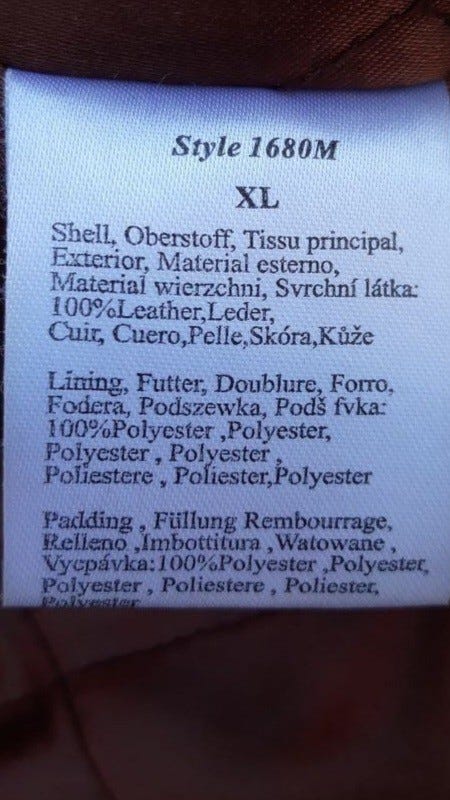 Style 1680M
XL
Shell, Oberstoff, Tissu principal,
Exterior, Material esterno,
Material wierzchni, Svrchní látka:
100%Leather,Leder,
Cuir, Cuero,Pelle,Skóra,Kůže
Lining, Futter, Doublure, Forro,
Fodera, Podszewka, Podš fvka:
100%Polyester ,Polyester,
Polyester , Polyester ,
Poliestere , Poliester,Polyester
Padding , Füllung Rembourrage,
Relleno ,Imbottitura ,Watowane ,
Vycpávka:100%Polyester ,Polyester,
Polyester , Poliestere , Poliester,
Polyester